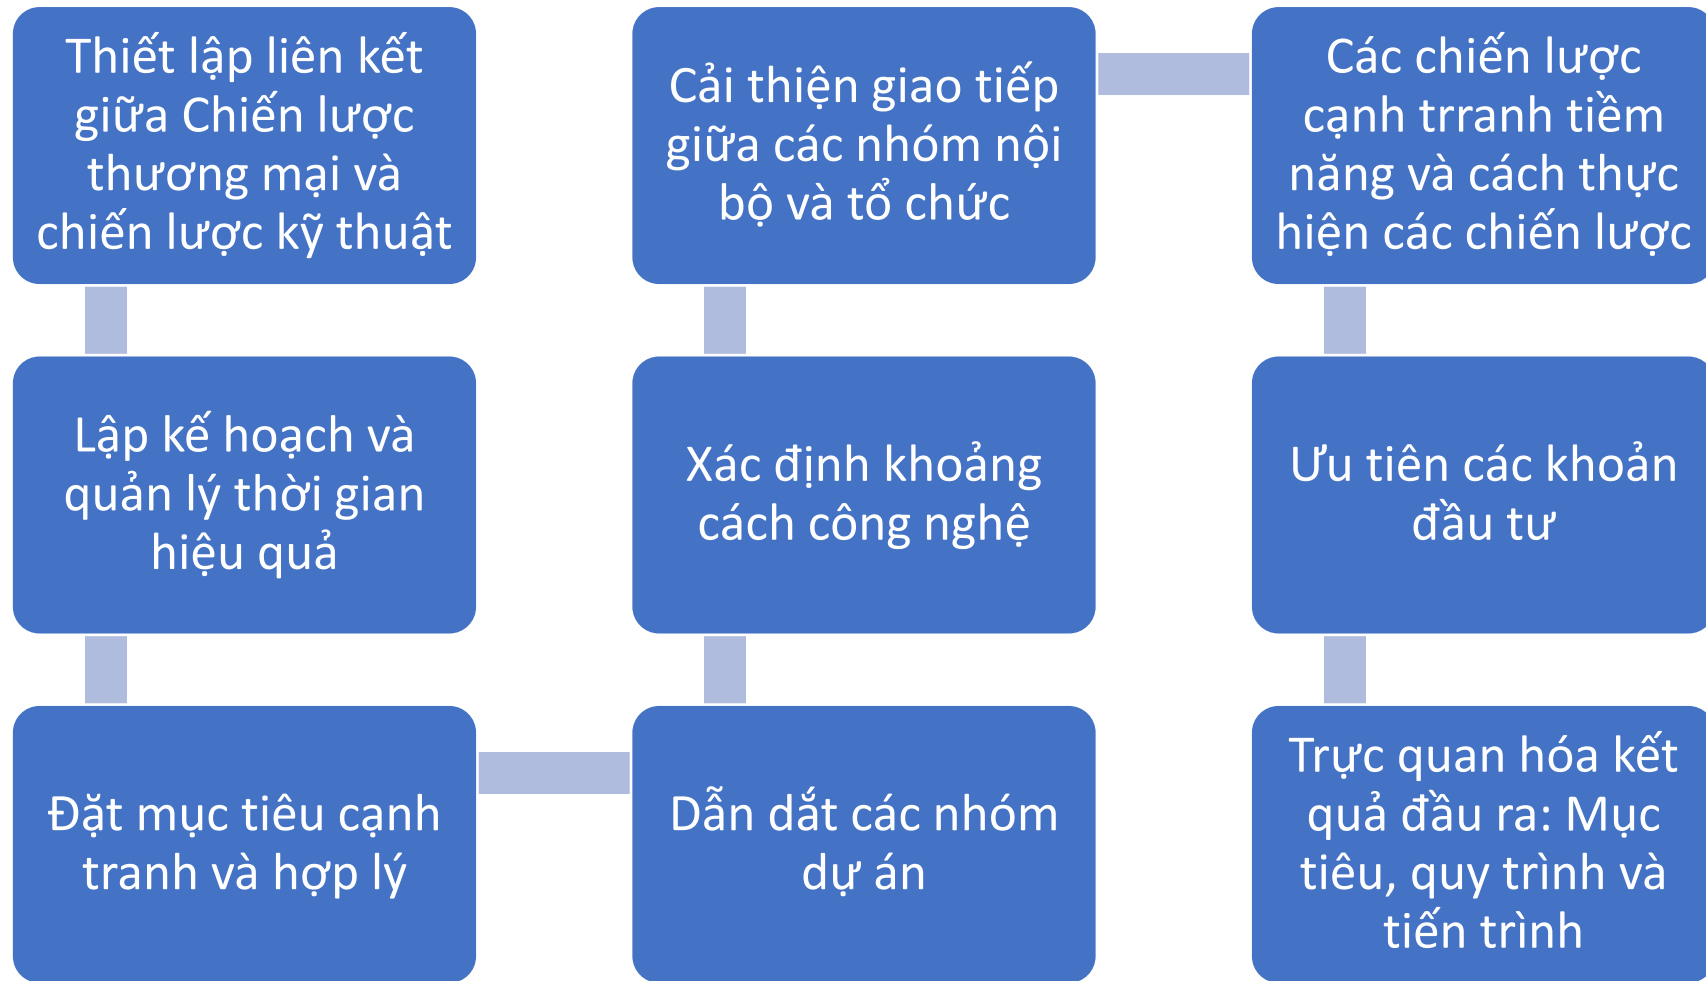 Thiết lập liên kết
giữa Chiến lược
thương mại và
chiến lược kỹ thuật
Lập kế hoạch và
quản lý thời gian
hiệu quả
Đặt mục tiêu cạnh
tranh và hợp lý
Dẫn dắt các nhóm
dự án
Xác định khoảng
cách công nghệ
Cải thiện giao tiếp
giữa các nhóm nội
bộ và tổ chức
Các chiến lược
cạnh trranh tiềm
năng và cách thực
hiện các chiến lược
Ưu tiên các khoản
đầu tư
Trực quan hóa kết
quả đầu ra: Mục
tiêu, quy trình và
tiến trình